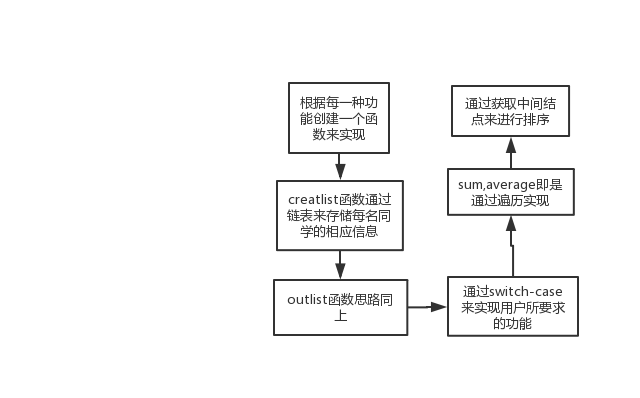 根据每一种功
能创建一个函
数来实现
creatlist函数通过
链表来存储每名同
学的相应信息
outlist函数思路同
上
通过switch-case
来实现用户所要求
的功能
sum,average即是
通过遍历实现
通过获取中间结
点来进行排序